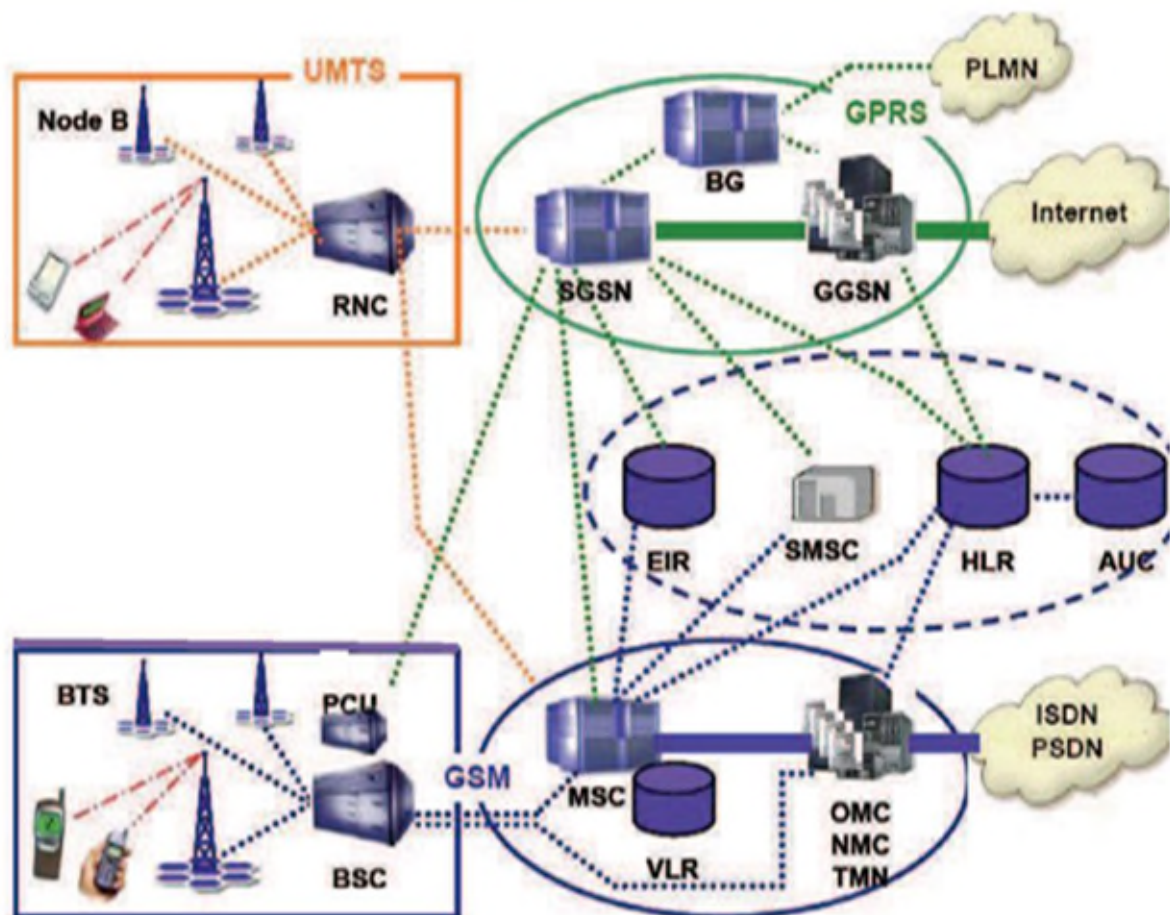 UMTS
PLMN
Node B
GPRS
BG
Internet
RNC
SGSN
GGSN
EIR
SMSC
HLR
AUC
BTS
PCU
ISDN
PSDN
GSM
MSC
OMC
NMC
TMN
BSC
VLR